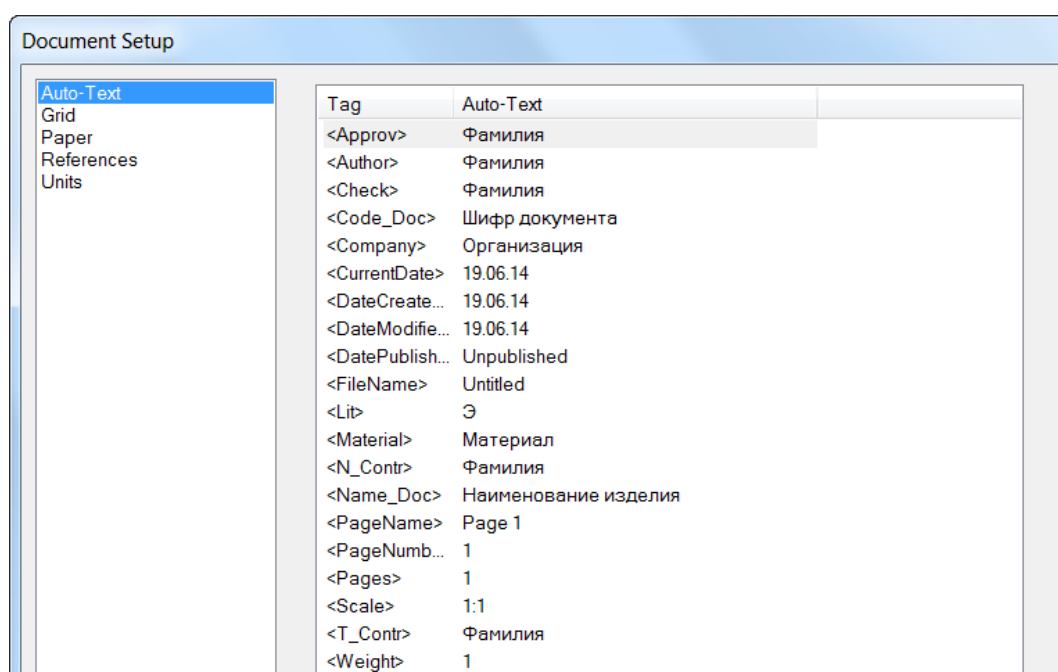 Document Setup
Auto-Text
Grid
Paper
References
Units
Tag Auto-Text
<Approv> Фамилия
<Author> Фамилия
<Check> Фамилия
<Code_Doc> Шифр документа
<Company> Организация
<CurrentDate> 19.06.14
<DateCreate... 19.06.14
<DateModifie... 19.06.14
<DatePublish... Unpublished
<FileName> Untitled
<Lit> Э
<Material> Материал
<N_Contr> Фамилия
<Name_Doc> Наименование изделия
<PageName> Page 1
<PageNumb... 1
<Pages> 1
<Scale> 1:1
<T_Contr> Фамилия
<Weight> 1